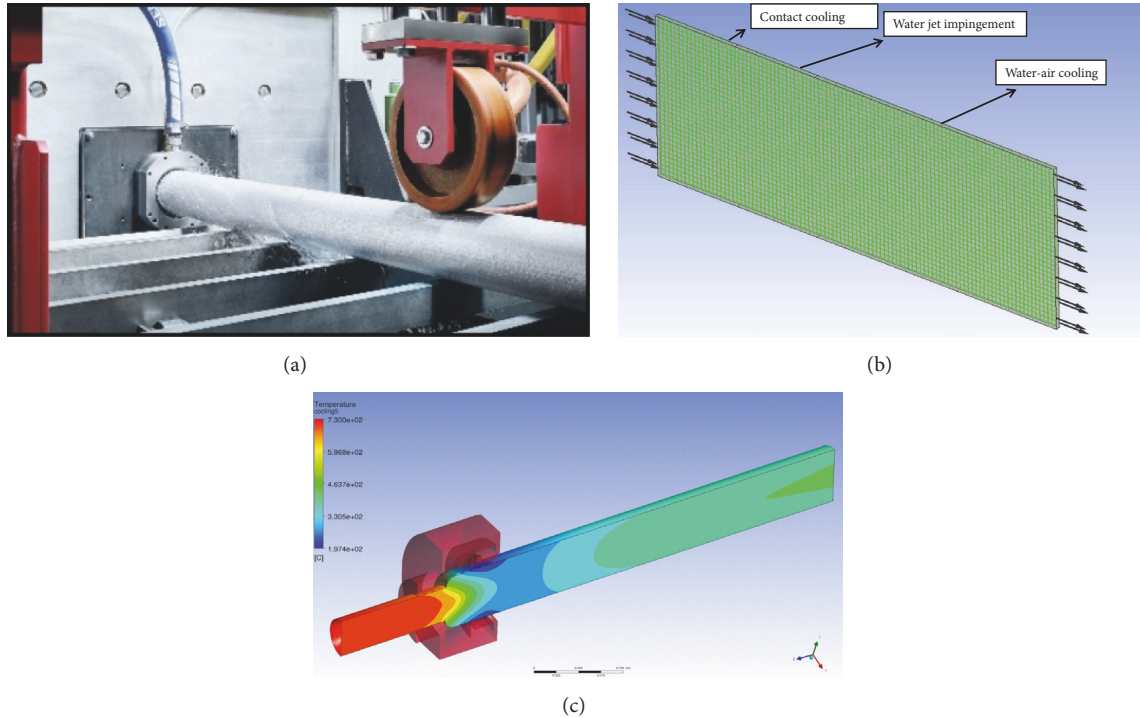 Contact cooling
Water jet impingement
Water-air cooling
(a)
(b)
Temperature
cooling5
7.300e+02
5.968e+02
4.637e+02
3.305e+02
1.974e+02
[C]
(c)